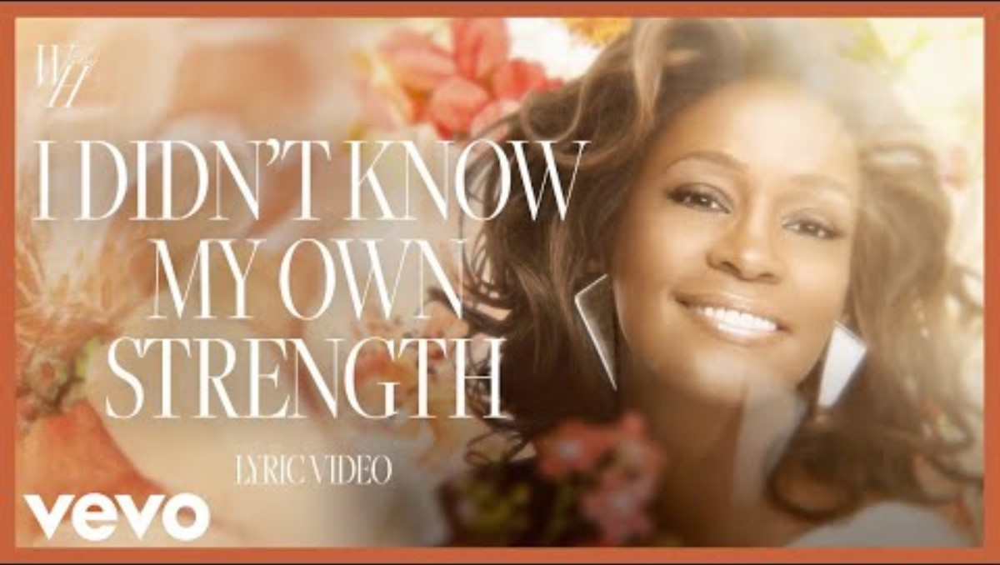 WH
I DIDN'T KNOW
MY OWN
STRENGTH
LYRIC VIDEO
vevo